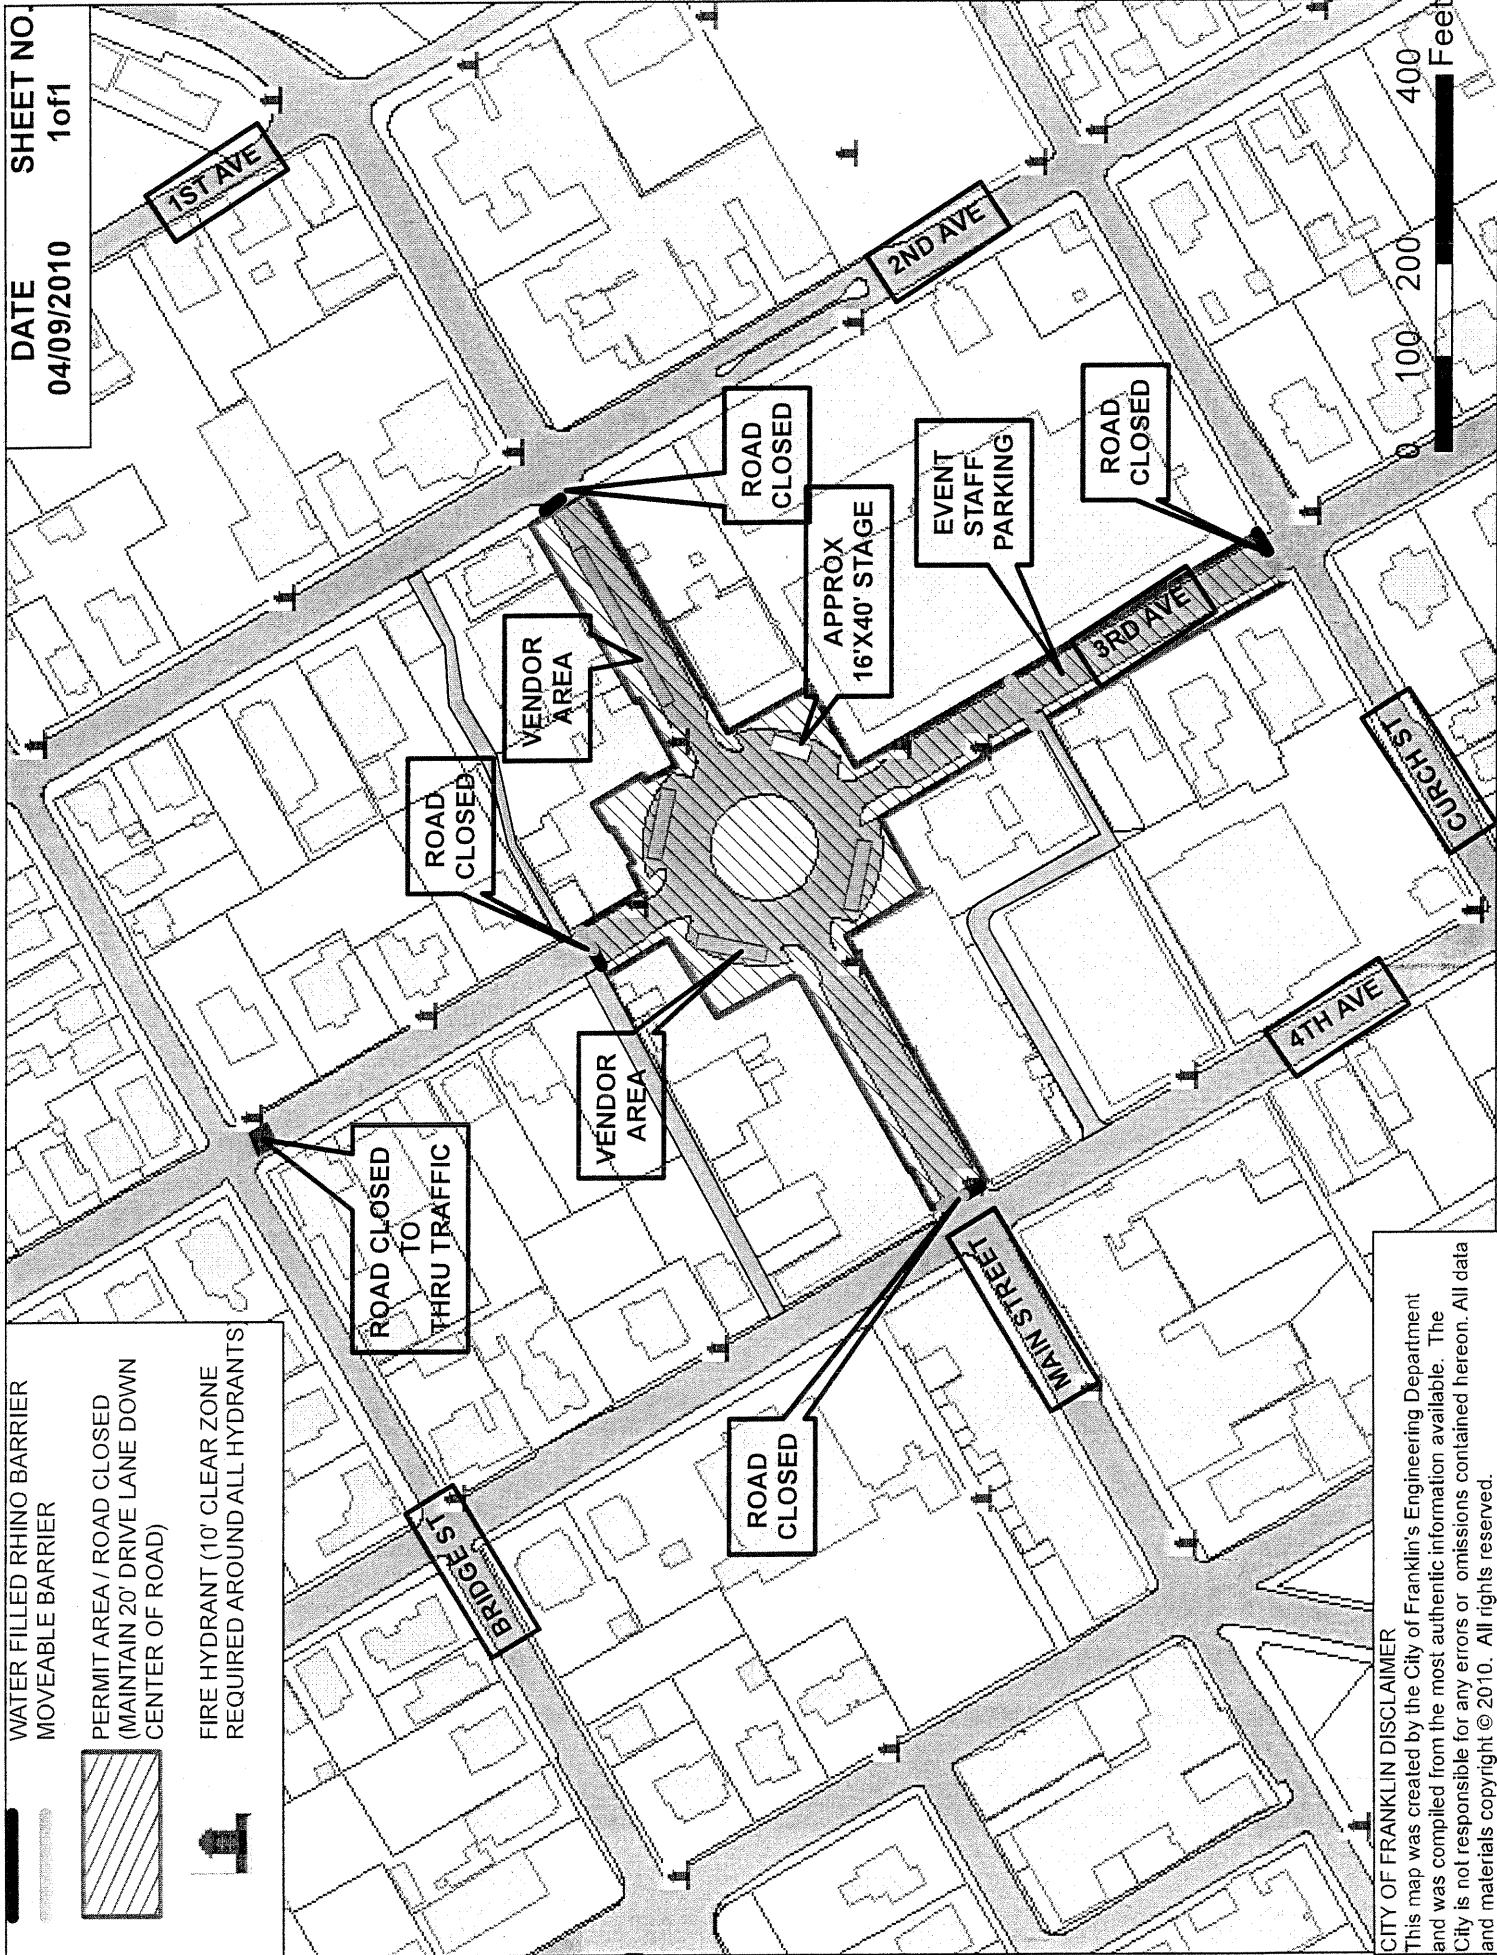 WATER FILLED RHINO BARRIER
MOVEABLE BARRIER
PERMIT AREA / ROAD CLOSED
(MAINTAIN 20' DRIVE LANE DOWN
CENTER OF ROAD)
FIRE HYDRANT (10' CLEAR ZONE
REQUIRED AROUND ALL HYDRANTS)
DATE
04/09/2010
SHEET NO.
1of1
1ST AVE
ROAD CLOSED
TO
THRU TRAFFIC
BRIDGE ST
ROAD
CLOSED
VENDOR
AREA
VENDOR
AREA
ROAD
CLOSED
APPROX
16'X40' STAGE
2ND AVE
EVENT
STAFF
PARKING
ROAD
CLOSED
3RD AVE
ROAD
CLOSED
MAIN STREET
4TH AVE
CURCH ST
0 100 200 400
Feet
CITY OF FRANKLIN DISCLAIMER
This map was created by the City of Franklin's Engineering Department
and was compiled from the most authentic information available. The
City is not responsible for any errors or omissions contained hereon. All data
and materials copyright © 2010. All rights reserved.